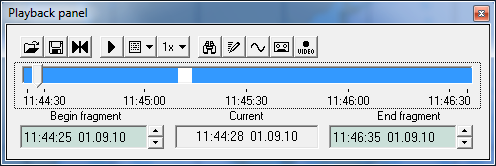 Playback panel
1x
VIDEO
11:44:30 11:45:00 11:45:30 11:46:00 11:46:30
Begin fragment Current End fragment
11:44:25 01.09.10 11:44:28 01.09.10 11:46:35 01.09.10